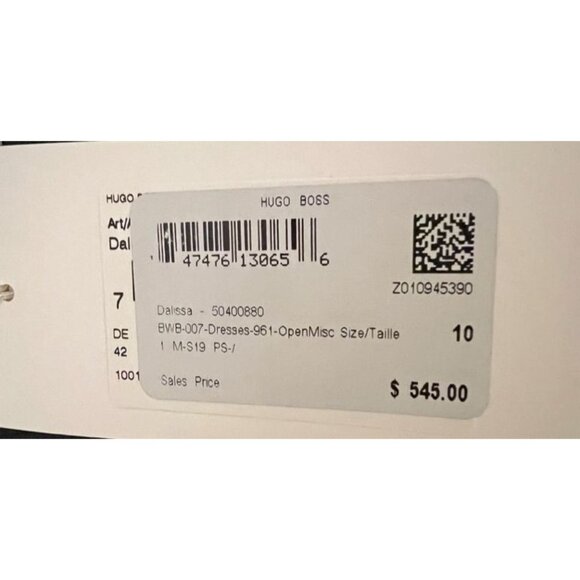 HUGO
HUGO BOSS
Art/
Dal
47476 13065 6
Z010945390
7
Dalissa - 50400880
BWB-007-Dresses-961-OpenMisc Size/Taille 10
DE
42
1 M-S19 PS-/
1001
Sales Price $ 545.00